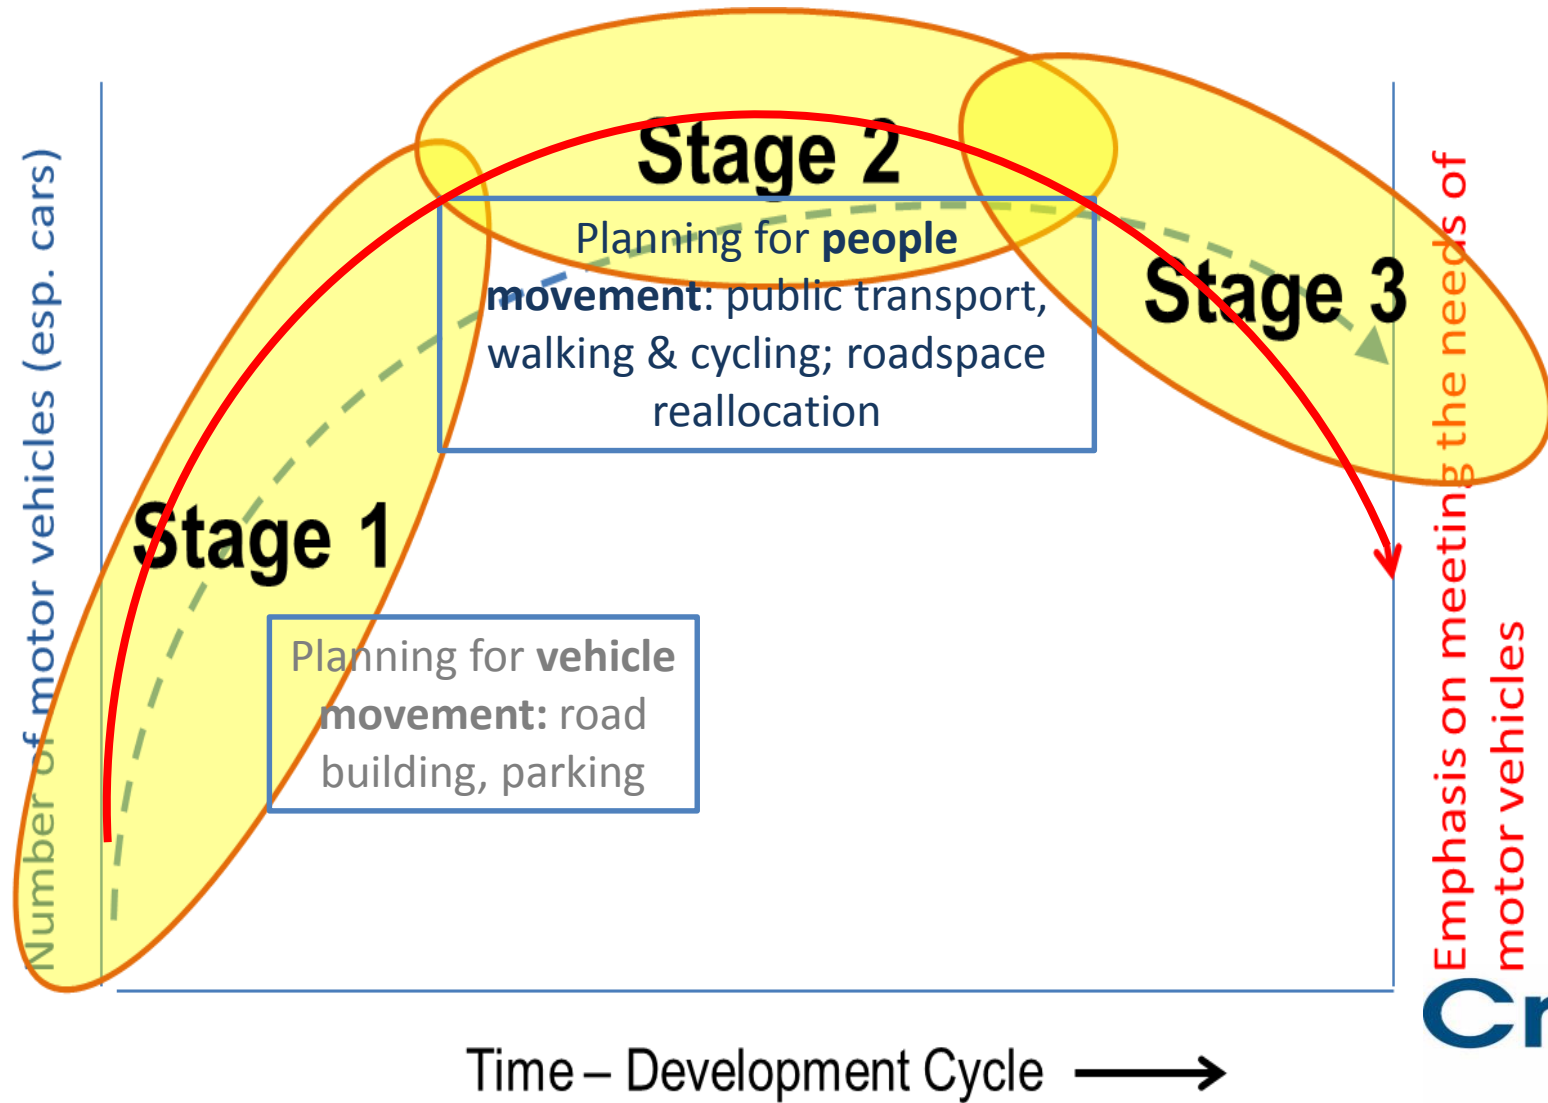 Number of motor vehicles (esp. cars)
Stage 1
Stage 2
Stage 3
Planning for people
movement: public transport,
walking & cycling; roadspace
reallocation
Planning for vehicle
movement: road
building, parking
Emphasis on meeting the needs of
motor vehicles
Time – Development Cycle
Cr